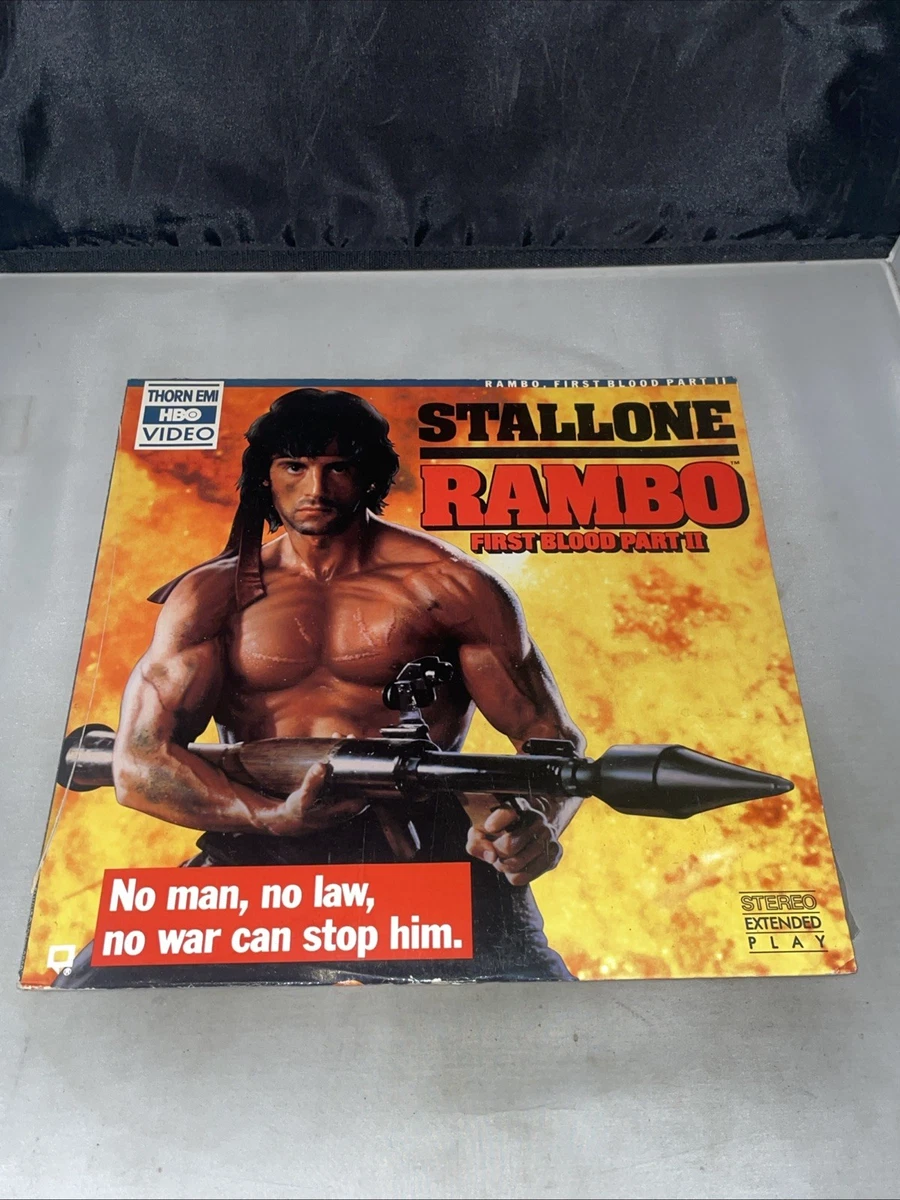 RAMBO, FIRST BLOOD PART II
THORN EMI
HBO
VIDEO
STALLONE
RAMBO™
FIRST BLOOD PART II
No man, no law,
no war can stop him.
STEREO
EXTENDED
PLAY
®